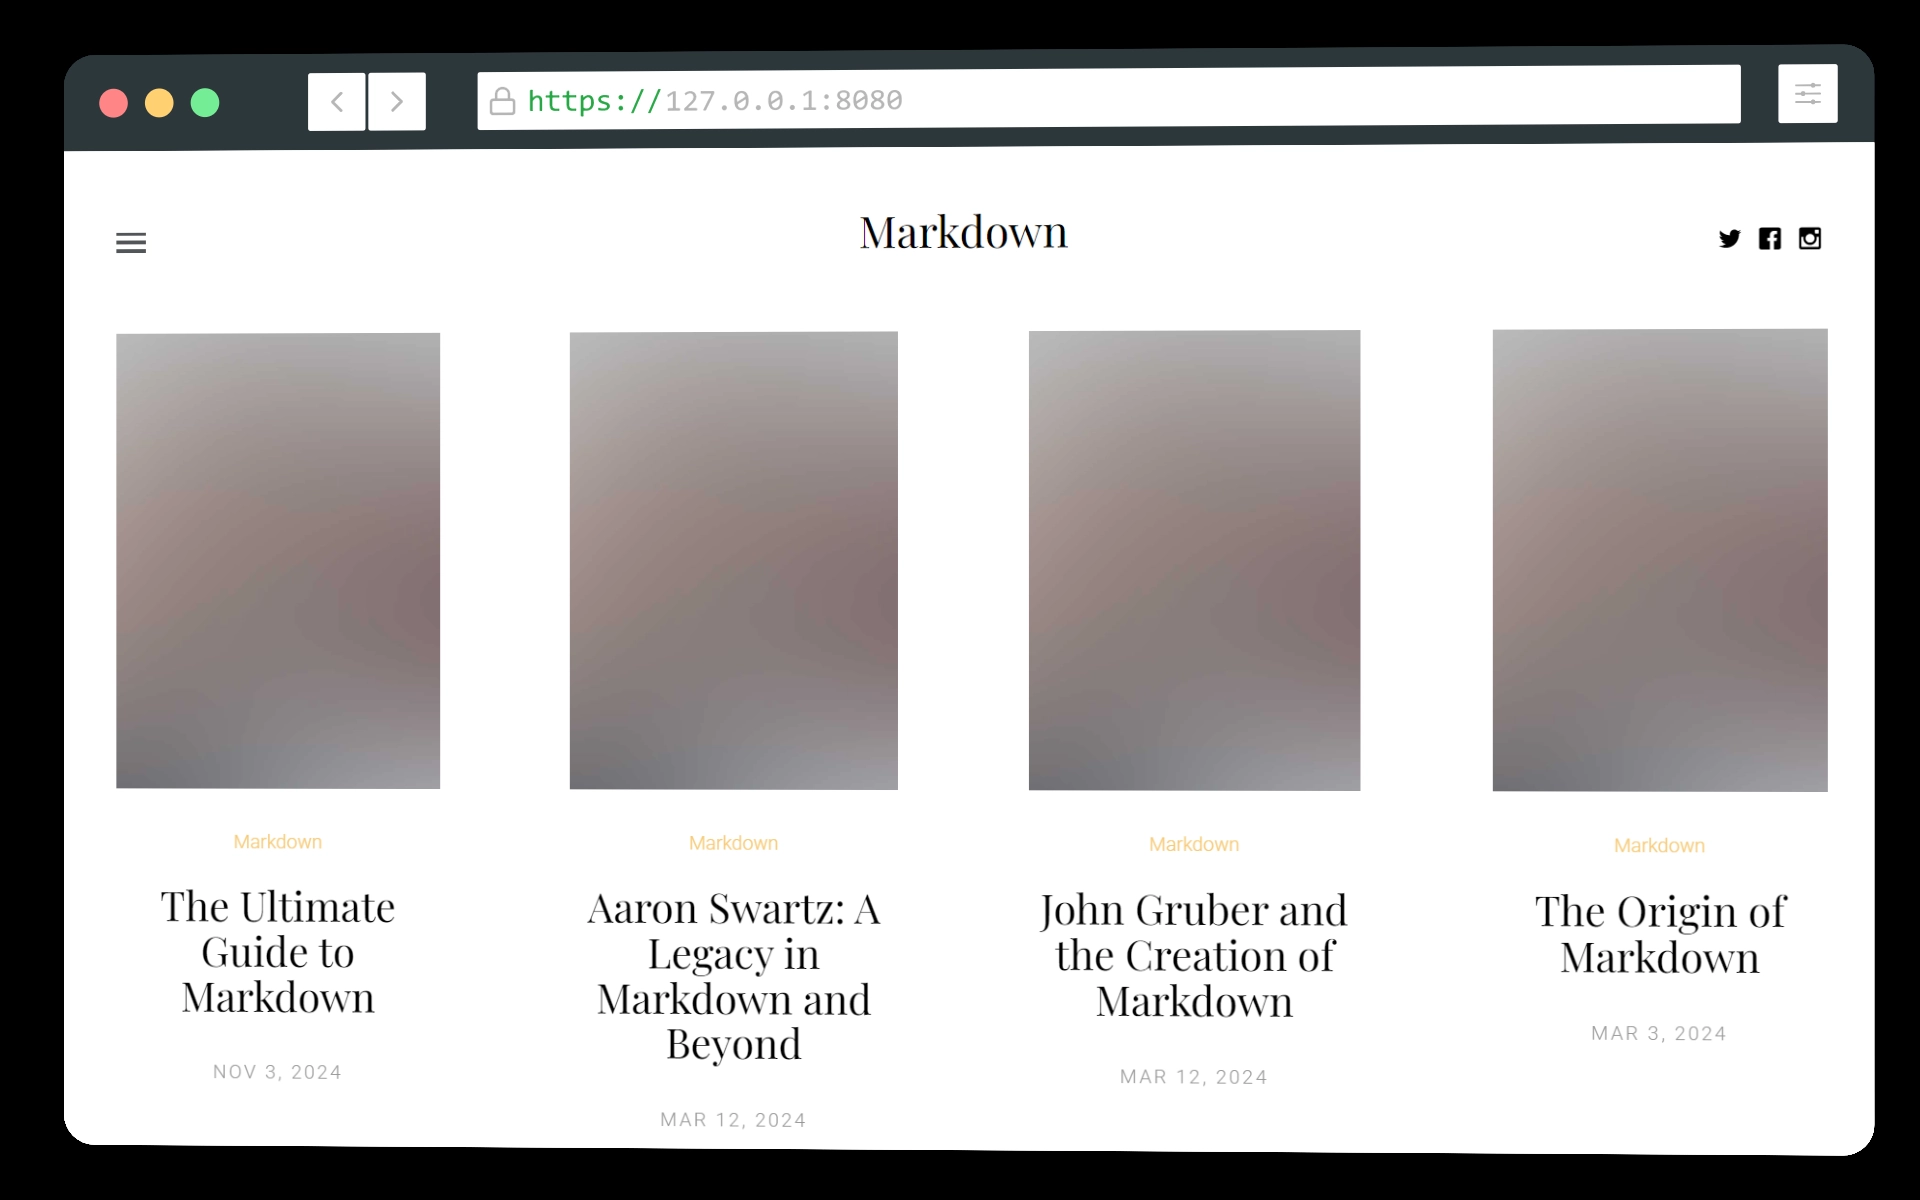 https://127.0.0.1:8080
Markdown
Markdown
The Ultimate
Guide to
Markdown
NOV 3, 2024
Markdown
Aaron Swartz: A
Legacy in
Markdown and
Beyond
MAR 12, 2024
Markdown
John Gruber and
the Creation of
Markdown
MAR 12, 2024
Markdown
The Origin of
Markdown
MAR 3, 2024